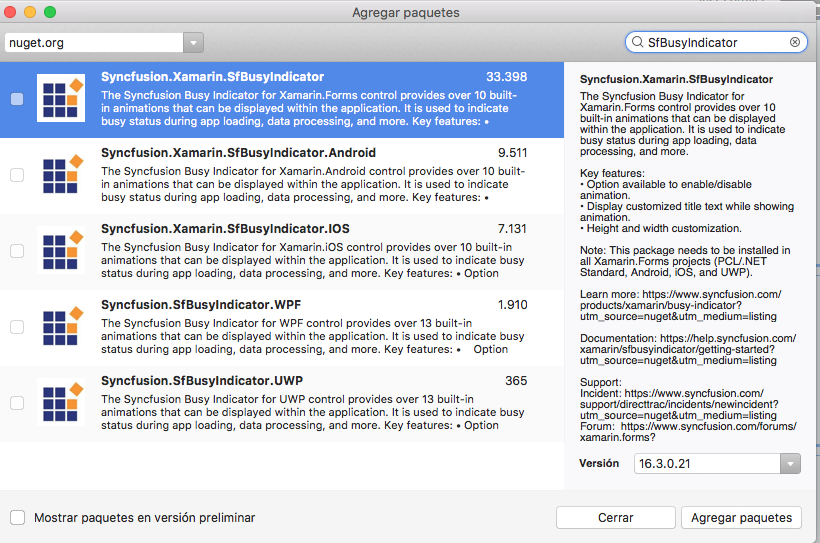 Agregar paquetes
nuget.org
SfBusyIndicator
Syncfusion.Xamarin.SfBusyIndicator 33.398
The Syncfusion Busy Indicator for Xamarin.Forms control provides over 10 built-
in animations that can be displayed within the application. It is used to indicate
busy status during app loading, data processing, and more. Key features: •
Syncfusion.Xamarin.SfBusyIndicator.Android 9.511
The Syncfusion Busy Indicator for Xamarin.Android control provides over 10 built-
in animations that can be displayed within the application. It is used to indicate
busy status during app loading, data processing, and more. Key features: •
Syncfusion.Xamarin.SfBusyIndicator.IOS 7.131
The Syncfusion Busy Indicator for Xamarin.iOS control provides over 10 built-in
animations that can be displayed within the application. It is used to indicate busy
status during app loading, data processing, and more. Key features: • Option
Syncfusion.SfBusyIndicator.WPF 1.910
The Syncfusion Busy Indicator for WPF control provides over 13 built-in
animations that can be displayed within the application. It is used to indicate busy
status during app loading, data processing, and more. Key features: • Option
Syncfusion.SfBusyIndicator.UWP 365
The Syncfusion Busy Indicator for UWP control provides over 13 built-in
animations that can be displayed within the application. It is used to indicate busy
status during app loading, data processing, and more. Key features: • Option
Syncfusion.Xamarin.SfBusyIndicator
The Syncfusion Busy Indicator for
Xamarin.Forms control provides over 10
built-in animations that can be displayed
within the application. It is used to indicate
busy status during app loading, data
processing, and more.
Key features:
• Option available to enable/disable
animation.
• Display customized title text while showing
animation.
• Height and width customization.
Note: This package needs to be installed in
all Xamarin.Forms projects (PCL/.NET
Standard, Android, iOS, and UWP).
Learn more: https://www.syncfusion.com/
products/xamarin/busy-indicator?
utm_source=nuget&utm_medium=listing
Documentation: https://help.syncfusion.com/
xamarin/sfbusyindicator/getting-started?
utm_source=nuget&utm_medium=listing
Support:
Incident: https://www.syncfusion.com/
support/directtrac/incidents/newincident?
utm_source=nuget&utm_medium=listing
Forum: https://www.syncfusion.com/forums/
xamarin.forms?
Versión 16.3.0.21
Mostrar paquetes en versión preliminar
Cerrar
Agregar paquetes